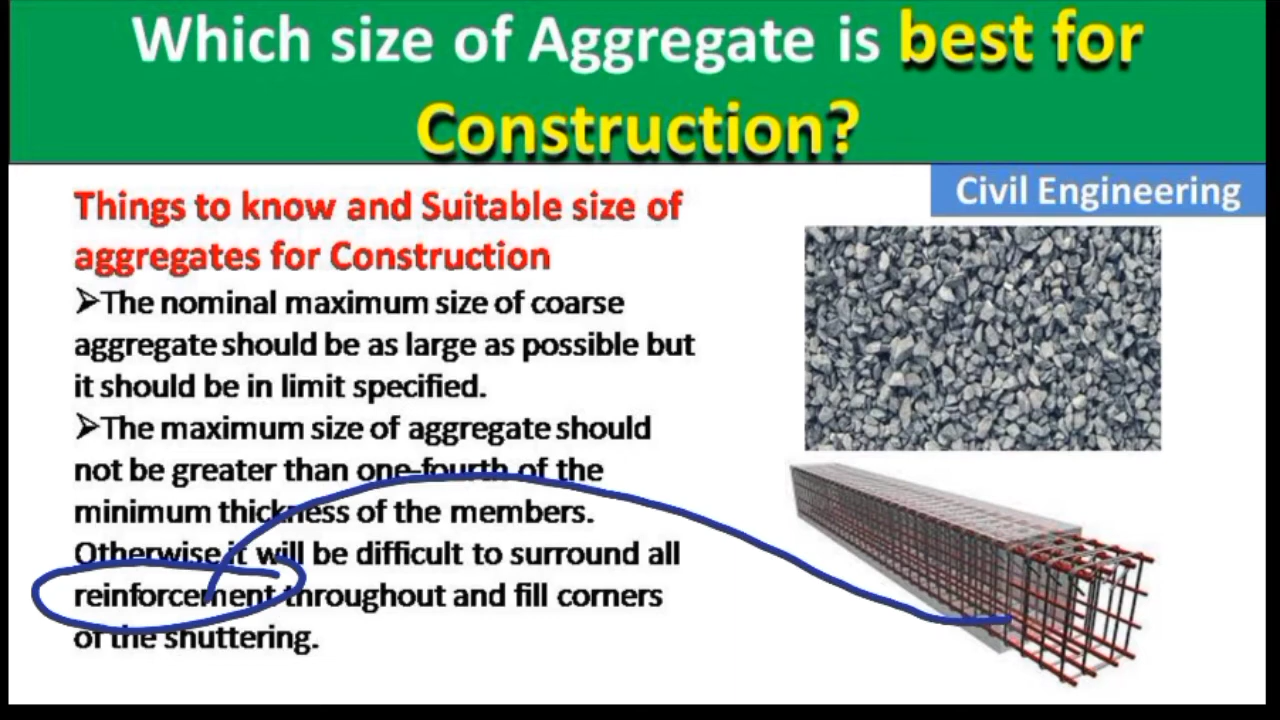 Which size of Aggregate is best for
Construction?
Civil Engineering
Things to know and Suitable size of
aggregates for Construction
➢The nominal maximum size of coarse
aggregate should be as large as possible but
it should be in limit specified.
➢The maximum size of aggregate should
not be greater than one-fourth of the
minimum thickness of the members.
Otherwise it will be difficult to surround all
reinforcement throughout and fill corners
of the shuttering.